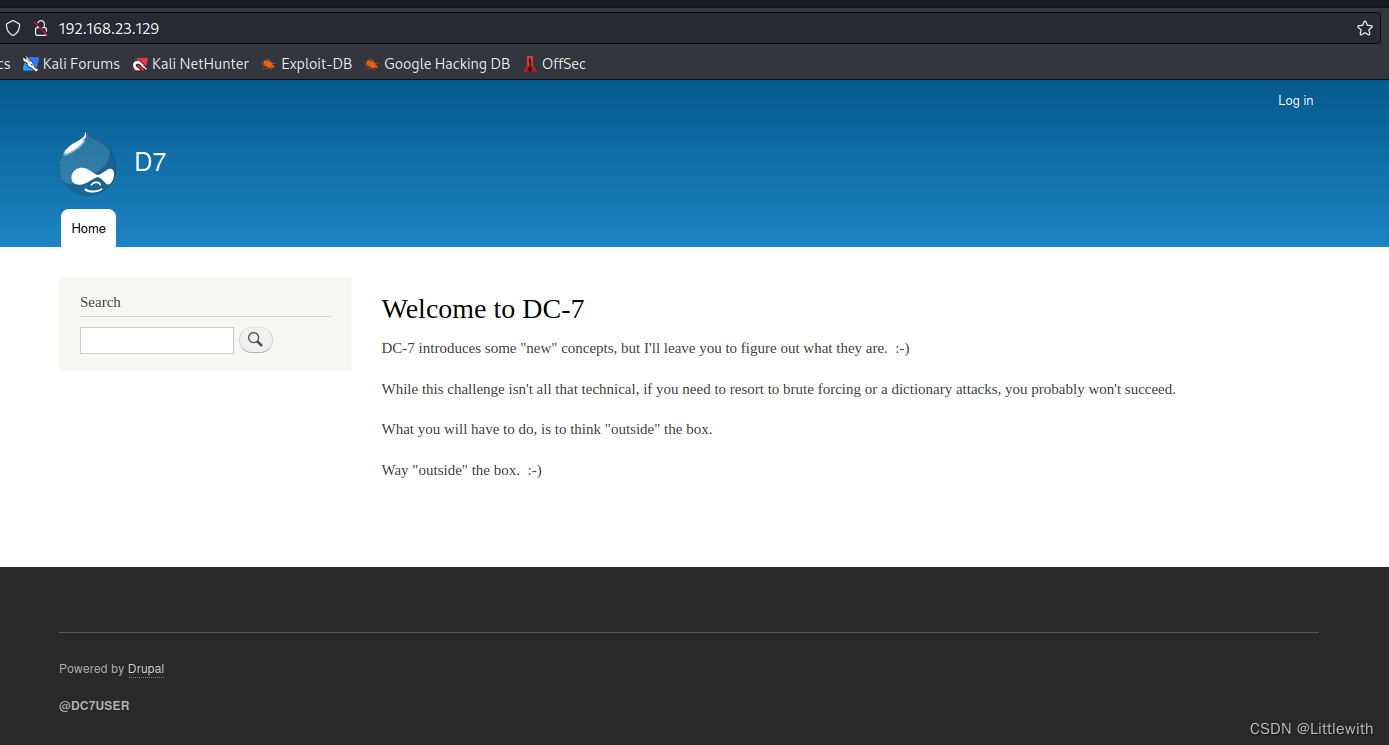 192.168.23.129
cs Kali Forums Kali NetHunter Exploit-DB Google Hacking DB OffSec
Log in
D7
Home
Search
Welcome to DC-7
DC-7 introduces some "new" concepts, but I'll leave you to figure out what they are.  :-)
While this challenge isn't all that technical, if you need to resort to brute forcing or a dictionary attacks, you probably won't succeed.
What you will have to do, is to think "outside" the box.
Way "outside" the box.  :-)
Powered by Drupal
@DC7USER
CSDN @Littlewith